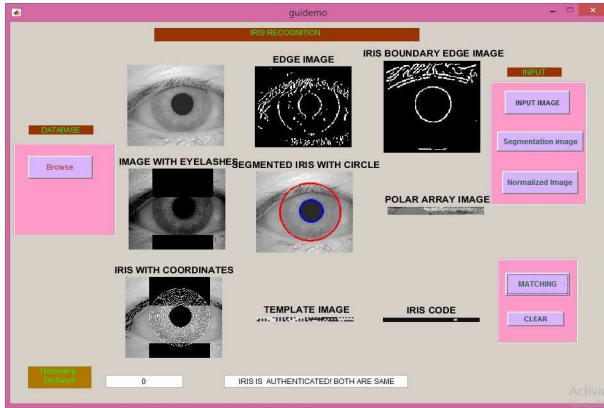 guidemo
IRIS RECOGNITION
EDGE IMAGE
IRIS BOUNDARY EDGE IMAGE
INPUT
INPUT IMAGE
DATABASE
Segmentation image
Browse
IMAGE WITH EYELASHES
SEGMENTED IRIS WITH CIRCLE
Normalized Image
POLAR ARRAY IMAGE
IRIS WITH COORDINATES
MATCHING
TEMPLATE IMAGE
IRIS CODE
CLEAR
Hamming
Distance
0
IRIS IS AUTHENTICATED! BOTH ARE SAME
Activa